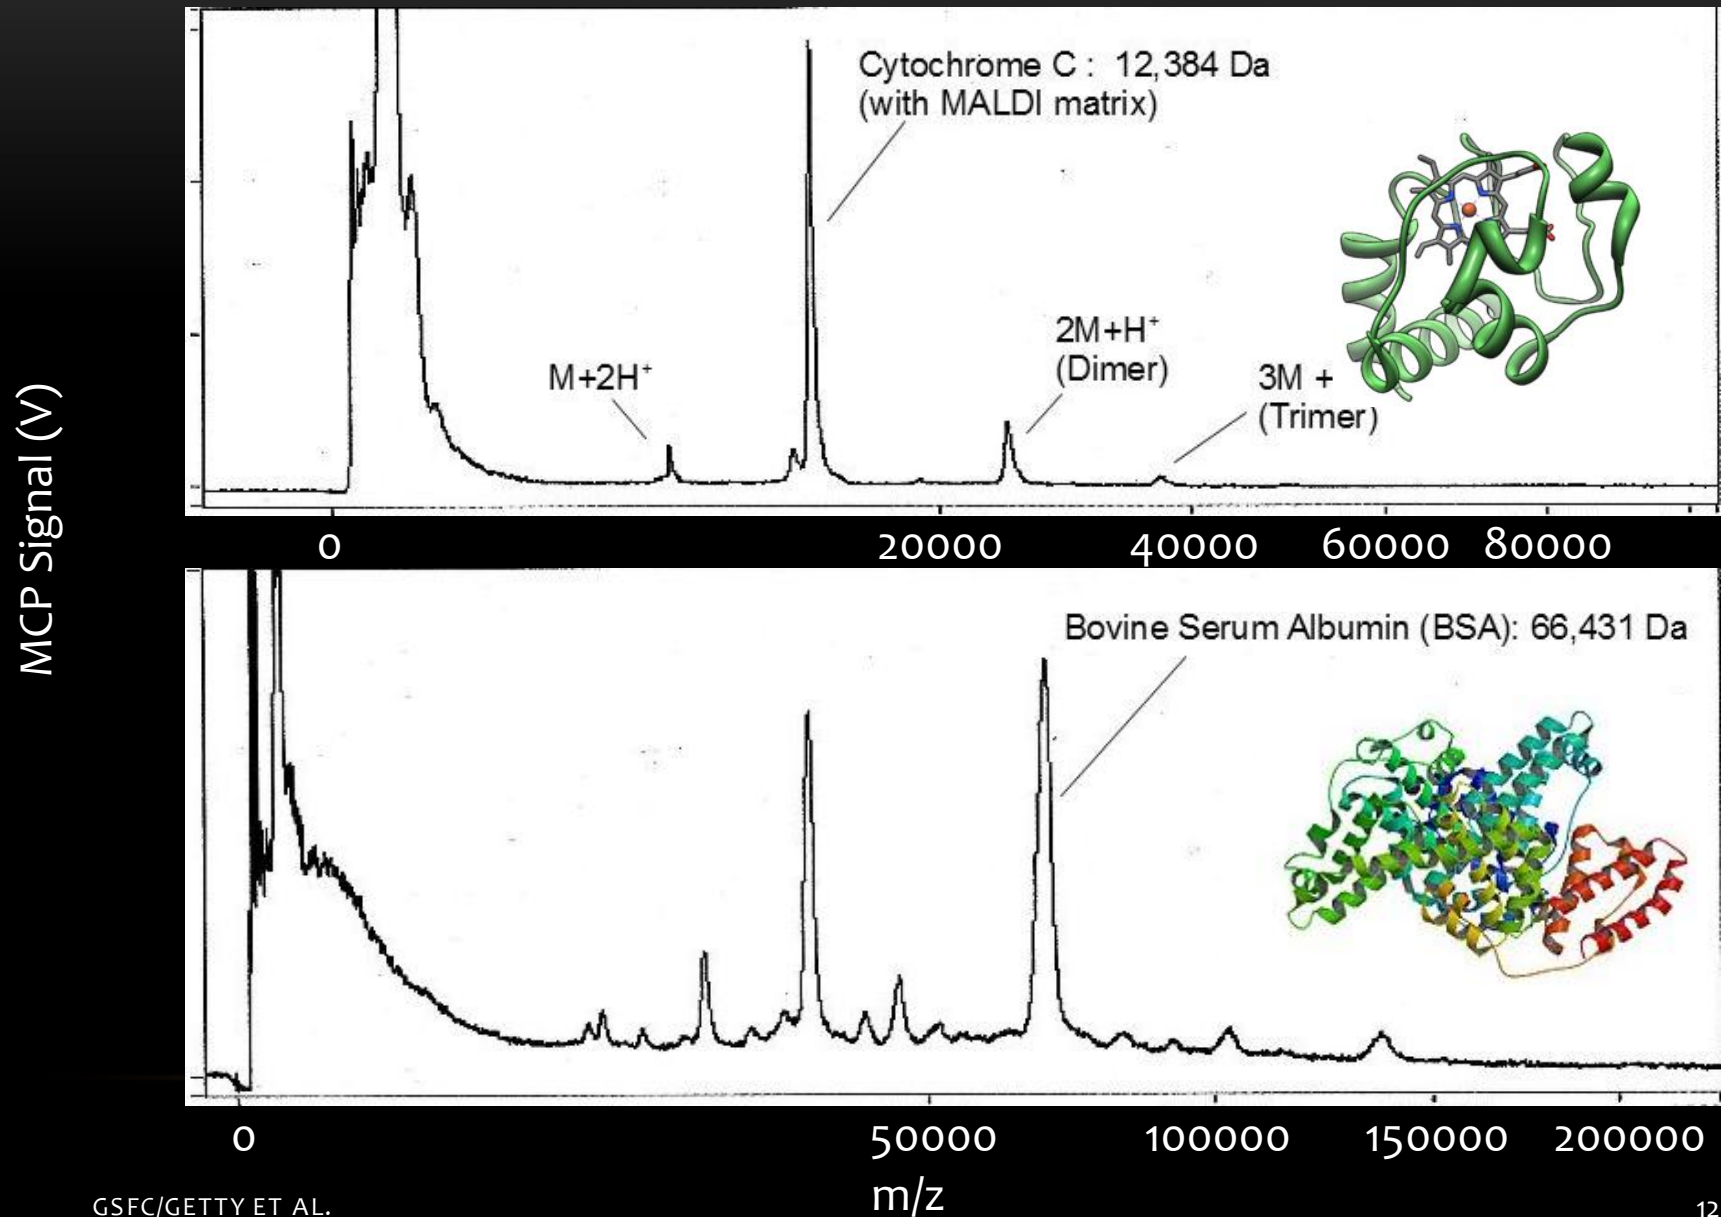 Cytochrome C : 12,384 Da
(with MALDI matrix)
M+2H⁺
2M+H⁺
(Dimer)
3M +
(Trimer)
0 20000 40000 60000 80000
MCP Signal (V)
Bovine Serum Albumin (BSA): 66,431 Da
0 50000 100000 150000 200000
m/z
GSFC/GETTY ET AL.
12